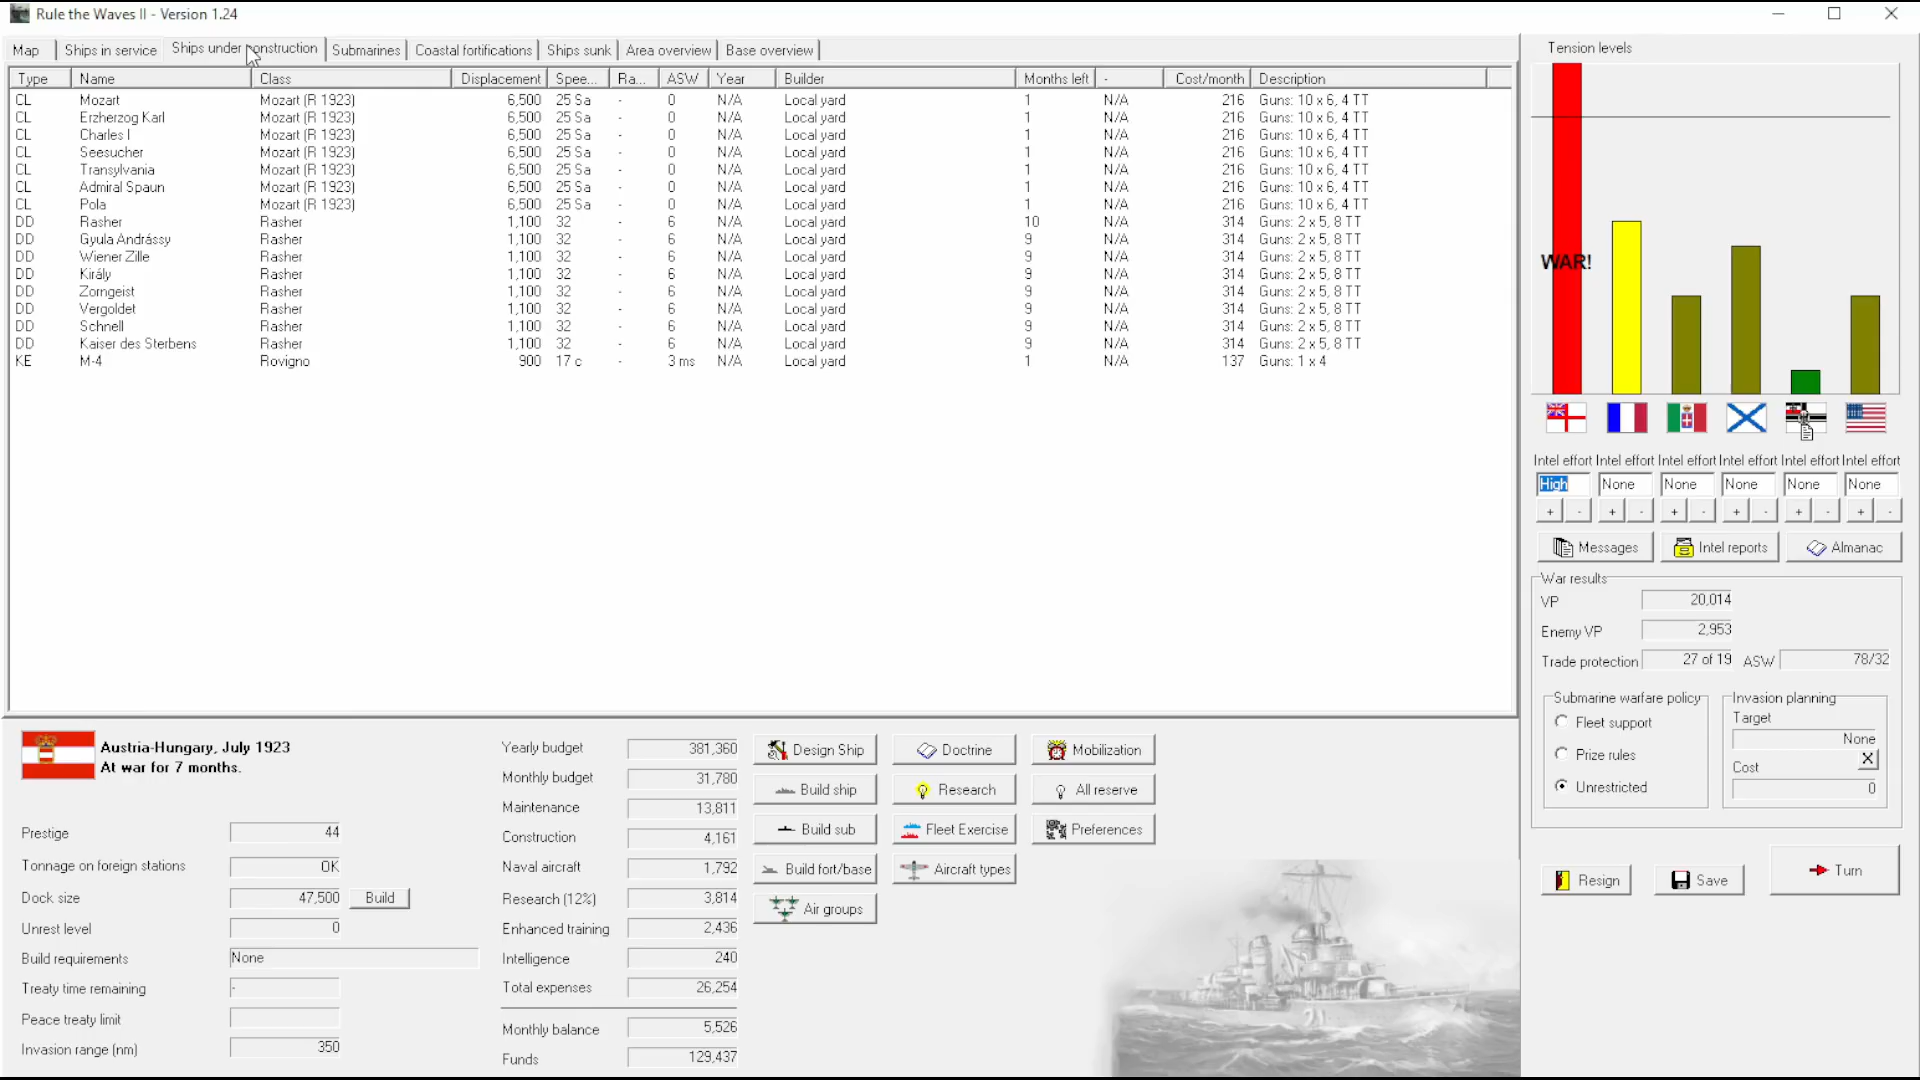 Rule the Waves II - Version 1.24
Map Ships in service Ships under construction Submarines Coastal fortifications Ships sunk Area overview Base overview
Type Name Class Displacement Spee... Ra... ASW Year Builder Months left - Cost/month Description
CL Mozart Mozart (R 1923) 6,500 25 Sa - 0 N/A Local yard 1 N/A 216 Guns: 10 x 6, 4 TT
CL Erzherzog Karl Mozart (R 1923) 6,500 25 Sa - 0 N/A Local yard 1 N/A 216 Guns: 10 x 6, 4 TT
CL Charles I Mozart (R 1923) 6,500 25 Sa - 0 N/A Local yard 1 N/A 216 Guns: 10 x 6, 4 TT
CL Seesucher Mozart (R 1923) 6,500 25 Sa - 0 N/A Local yard 1 N/A 216 Guns: 10 x 6, 4 TT
CL Transylvania Mozart (R 1923) 6,500 25 Sa - 0 N/A Local yard 1 N/A 216 Guns: 10 x 6, 4 TT
CL Admiral Spaun Mozart (R 1923) 6,500 25 Sa - 0 N/A Local yard 1 N/A 216 Guns: 10 x 6, 4 TT
CL Pola Mozart (R 1923) 6,500 25 Sa - 0 N/A Local yard 1 N/A 216 Guns: 10 x 6, 4 TT
DD Rasher Rasher 1,100 32 - 6 N/A Local yard 10 N/A 314 Guns: 2 x 5, 8 TT
DD Gyula Andrássy Rasher 1,100 32 - 6 N/A Local yard 9 N/A 314 Guns: 2 x 5, 8 TT
DD Wiener Zille Rasher 1,100 32 - 6 N/A Local yard 9 N/A 314 Guns: 2 x 5, 8 TT
DD Király Rasher 1,100 32 - 6 N/A Local yard 9 N/A 314 Guns: 2 x 5, 8 TT
DD Zorngeist Rasher 1,100 32 - 6 N/A Local yard 9 N/A 314 Guns: 2 x 5, 8 TT
DD Vergoldet Rasher 1,100 32 - 6 N/A Local yard 9 N/A 314 Guns: 2 x 5, 8 TT
DD Schnell Rasher 1,100 32 - 6 N/A Local yard 9 N/A 314 Guns: 2 x 5, 8 TT
DD Kaiser des Sterbens Rasher 1,100 32 - 6 N/A Local yard 9 N/A 314 Guns: 2 x 5, 8 TT
KE M-4 Rovigno 900 17 c - 3 ms N/A Local yard 1 N/A 137 Guns: 1 x 4
Tension levels
WAR!
Intel effort Intel effort Intel effort Intel effort Intel effort Intel effort
High None None None None None
+ - + - + - + - + - + -
Messages Intel reports Almanac
War results
VP 20,014
Enemy VP 2,953
Trade protection 27 of 19 ASW 78/32
Submarine warfare policy
Fleet support
Prize rules
Unrestricted
Invasion planning
Target
None
Cost X
0
Resign Save Turn
Austria-Hungary, July 1923
At war for 7 months.
Prestige 44
Tonnage on foreign stations OK
Dock size 47,500 Build
Unrest level 0
Build requirements None
Treaty time remaining -
Peace treaty limit
Invasion range (nm) 350
Yearly budget 381,360
Monthly budget 31,780
Maintenance 13,811
Construction 4,161
Naval aircraft 1,792
Research (12%) 3,814
Enhanced training 2,436
Intelligence 240
Total expenses 26,254
Monthly balance 5,526
Funds 129,437
Design Ship Doctrine Mobilization
Build ship Research All reserve
Build sub Fleet Exercise Preferences
Build fort/base Aircraft types
Air groups